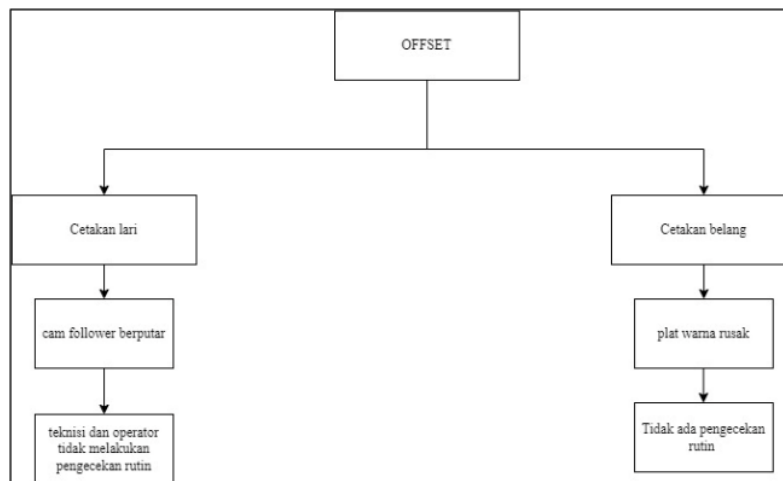 OFFSET
Cetakan lari
Cetakan belang
cam follower berputar
plat warna rusak
teknisi dan operator
tidak melakukan
pengecekan rutin
Tidak ada pengecekan
rutin